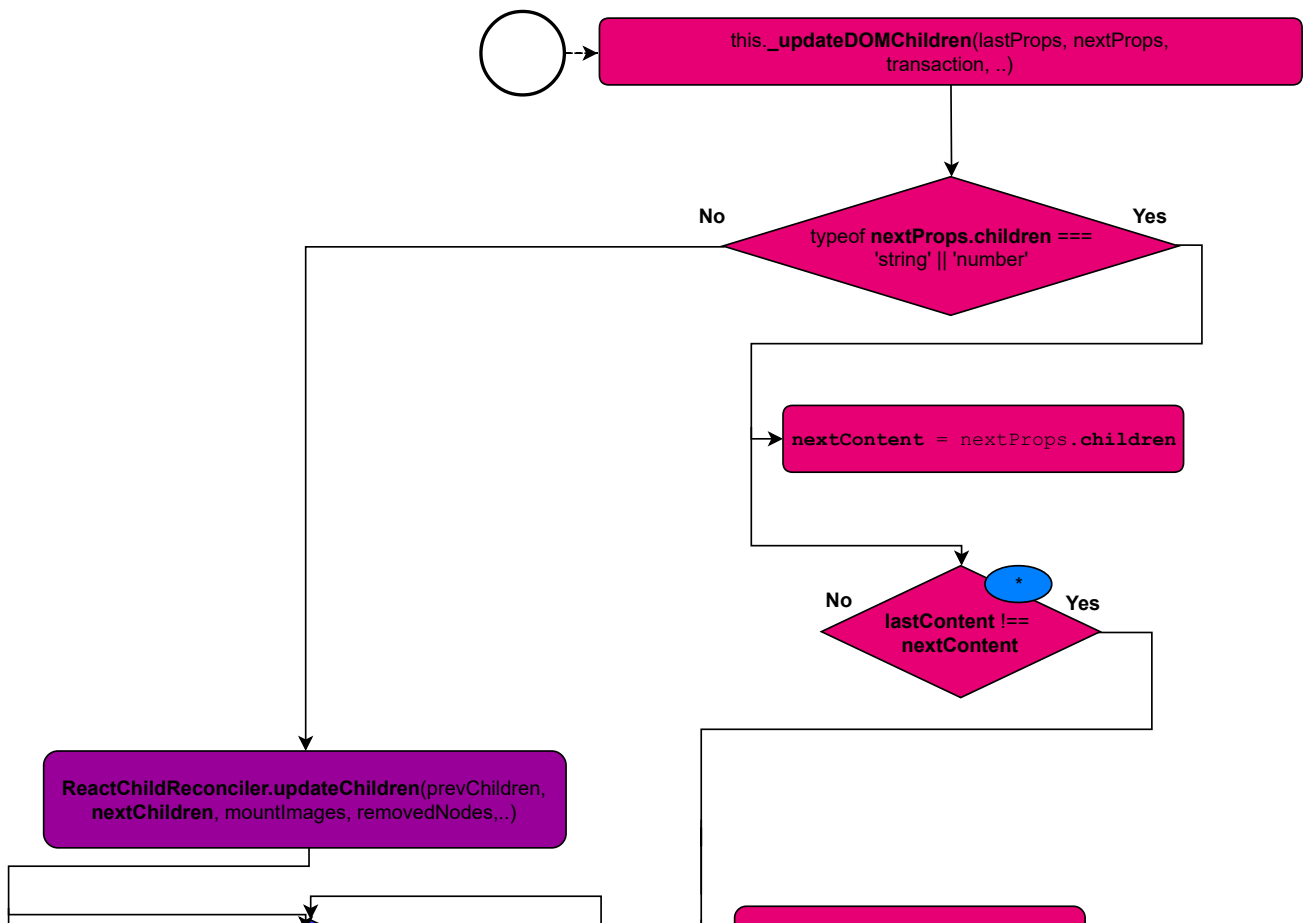 this._updateDOMChildren(lastProps, nextProps,
transaction, ..)
No
Yes
typeof nextProps.children ===
'string' || 'number'
nextContent = nextProps.children
*
No
Yes
lastContent !==
nextContent
ReactChildReconciler.updateChildren(prevChildren,
nextChildren, mountImages, removedNodes,..)